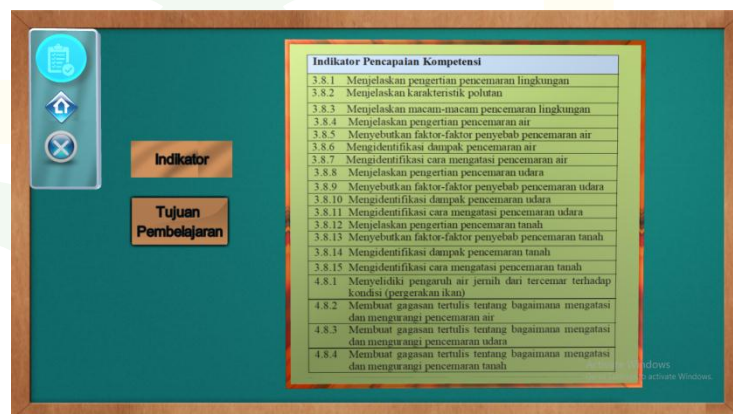 Indikator
Tujuan
Pembelajaran
Indikator Pencapaian Kompetensi
3.8.1 Menjelaskan pengertian pencemaran lingkungan
3.8.2 Menjelaskan karakteristik polutan
3.8.3 Menjelaskan macam-macam pencemaran lingkungan
3.8.4 Menjelaskan pengertian pencemaran air
3.8.5 Menyebutkan faktor-faktor penyebab pencemaran air
3.8.6 Mengidentifikasi dampak pencemaran air
3.8.7 Mengidentifikasi cara mengatasi pencemaran air
3.8.8 Menjelaskan pengertian pencemaran udara
3.8.9 Menyebutkan faktor-faktor penyebab pencemaran udara
3.8.10 Mengidentifikasi dampak pencemaran udara
3.8.11 Mengidentifikasi cara mengatasi pencemaran udara
3.8.12 Menjelaskan pengertian pencemaran tanah
3.8.13 Menyebutkan faktor-faktor penyebab pencemaran tanah
3.8.14 Mengidentifikasi dampak pencemaran tanah
3.8.15 Mengidentifikasi cara mengatasi pencemaran tanah
4.8.1 Menyelidiki pengaruh air jernih dari tercemar terhadap
kondisi (pergerakan ikan)
4.8.2 Membuat gagasan tertulis tentang bagaimana mengatasi
dan mengurangi pencemaran air
4.8.3 Membuat gagasan tertulis tentang bagaimana mengatasi
dan mengurangi pencemaran udara
4.8.4 Membuat gagasan tertulis tentang bagaimana mengatasi
dan mengurangi pencemaran tanah
Windows
to activate Windows.